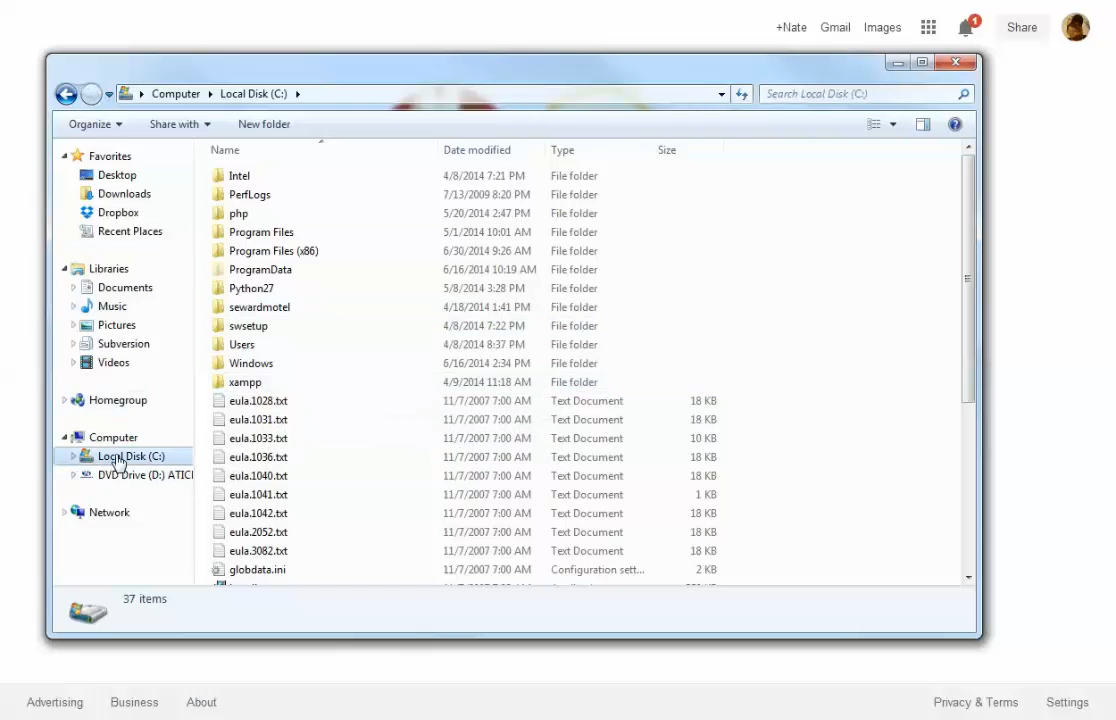 +Nate Gmail Images 1 Share
Computer Local Disk (C:) Search Local Disk (C:)
Organize Share with New folder
Name Date modified Type Size
Favorites
Desktop
Downloads
Dropbox
Recent Places
Libraries
Documents
Music
Pictures
Subversion
Videos
Homegroup
Computer
Local Disk (C:)
DVD Drive (D:) ATICI
Network
Intel 4/8/2014 7:21 PM File folder
PerfLogs 7/13/2009 8:20 PM File folder
php 5/20/2014 2:47 PM File folder
Program Files 5/1/2014 10:01 AM File folder
Program Files (x86) 6/30/2014 9:26 AM File folder
ProgramData 6/16/2014 10:19 AM File folder
Python27 5/8/2014 3:28 PM File folder
sewardmotel 4/18/2014 1:41 PM File folder
swsetup 4/8/2014 7:22 PM File folder
Users 4/8/2014 8:37 PM File folder
Windows 6/16/2014 2:34 PM File folder
xampp 4/9/2014 11:18 AM File folder
eula.1028.txt 11/7/2007 7:00 AM Text Document 18 KB
eula.1031.txt 11/7/2007 7:00 AM Text Document 18 KB
eula.1033.txt 11/7/2007 7:00 AM Text Document 10 KB
eula.1036.txt 11/7/2007 7:00 AM Text Document 18 KB
eula.1040.txt 11/7/2007 7:00 AM Text Document 18 KB
eula.1041.txt 11/7/2007 7:00 AM Text Document 1 KB
eula.1042.txt 11/7/2007 7:00 AM Text Document 18 KB
eula.2052.txt 11/7/2007 7:00 AM Text Document 18 KB
eula.3082.txt 11/7/2007 7:00 AM Text Document 18 KB
globdata.ini 11/7/2007 7:00 AM Configuration sett... 2 KB
37 items
Advertising Business About Privacy & Terms Settings